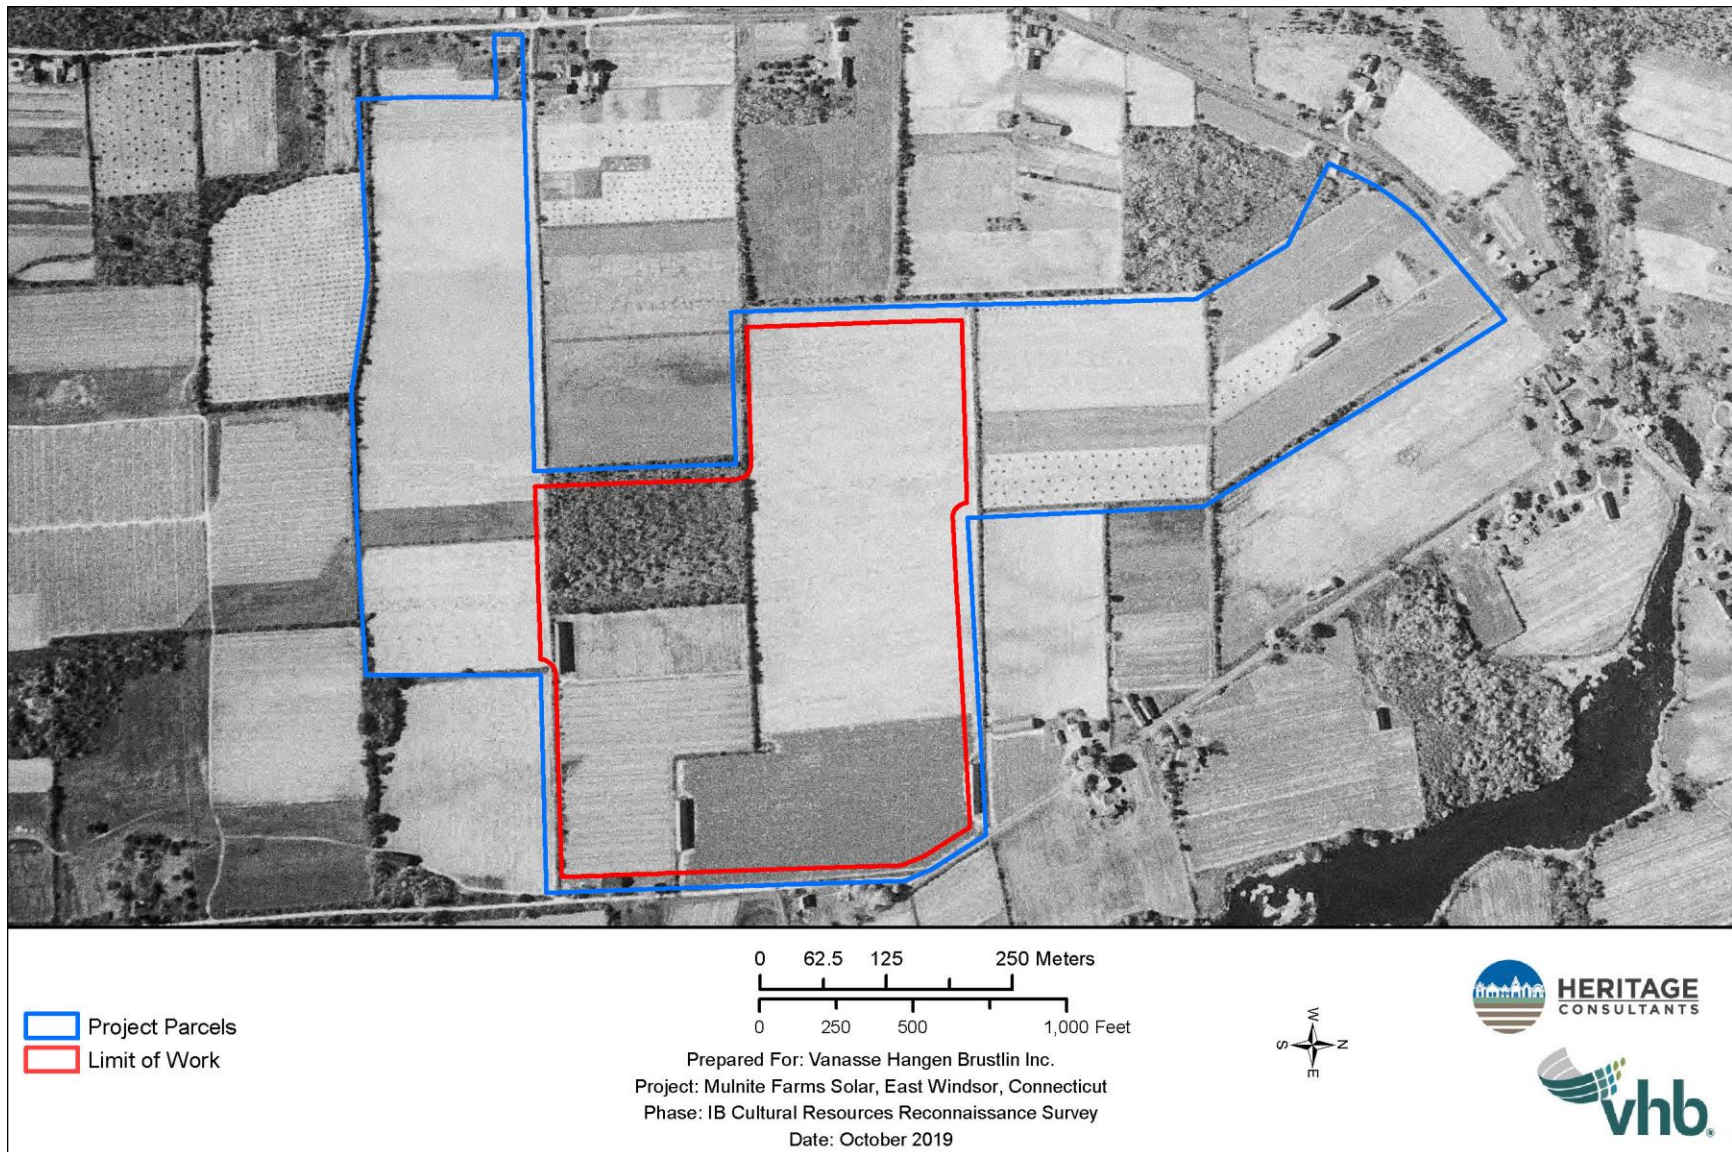 0 62.5 125 250 Meters
0 250 500 1,000 Feet
Project Parcels
Limit of Work
Prepared For: Vanasse Hangen Brustlin Inc.
Project: Mulnite Farms Solar, East Windsor, Connecticut
Phase: IB Cultural Resources Reconnaissance Survey
Date: October 2019
W
S N
E
HERITAGE
CONSULTANTS
vhb®